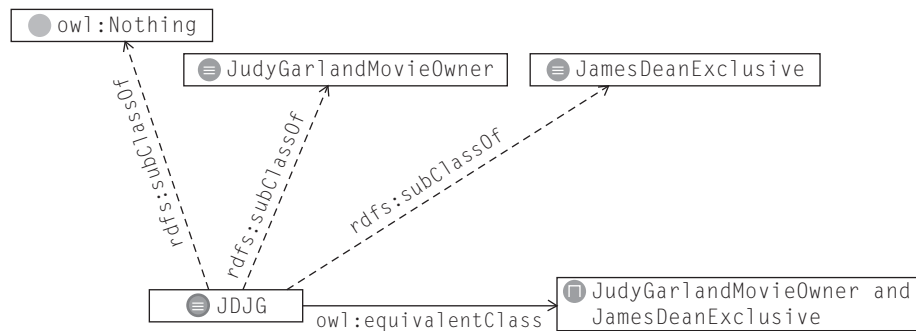 owl:Nothing
JudyGarlandMovieOwner
JamesDeanExclusive
rdfs:subClassOf
rdfs:subClassOf
rdfs:subClassOf
JDJG
owl:equivalentClass
JudyGarlandMovieOwner and
JamesDeanExclusive